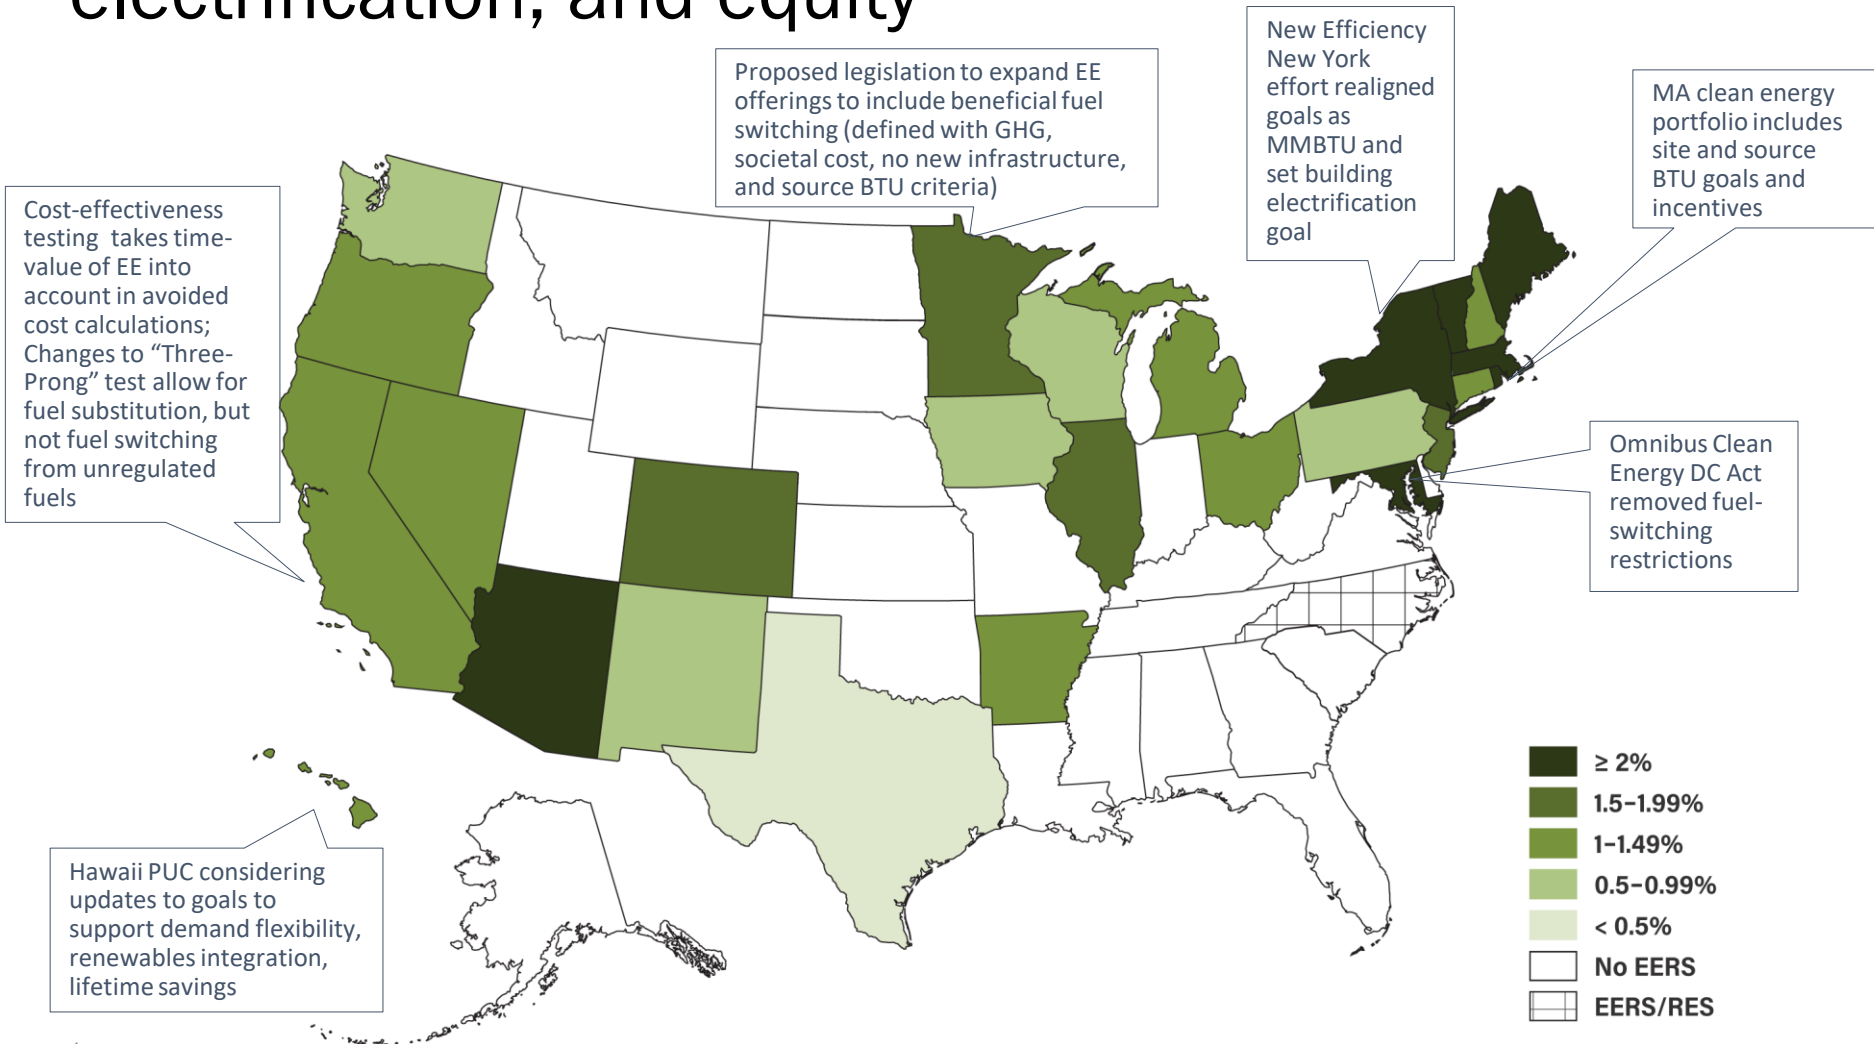 electrification, and equity
Proposed legislation to expand EE
offerings to include beneficial fuel
switching (defined with GHG,
societal cost, no new infrastructure,
and source BTU criteria)
New Efficiency
New York
effort realigned
goals as
MMBTU and
set building
electrification
goal
MA clean energy
portfolio includes
site and source
BTU goals and
incentives
Cost-effectiveness
testing takes time-
value of EE into
account in avoided
cost calculations;
Changes to “Three-
Prong” test allow for
fuel substitution, but
not fuel switching
from unregulated
fuels
Omnibus Clean
Energy DC Act
removed fuel-
switching
restrictions
Hawaii PUC considering
updates to goals to
support demand flexibility,
renewables integration,
lifetime savings
≥ 2%
1.5–1.99%
1–1.49%
0.5–0.99%
< 0.5%
No EERS
EERS/RES